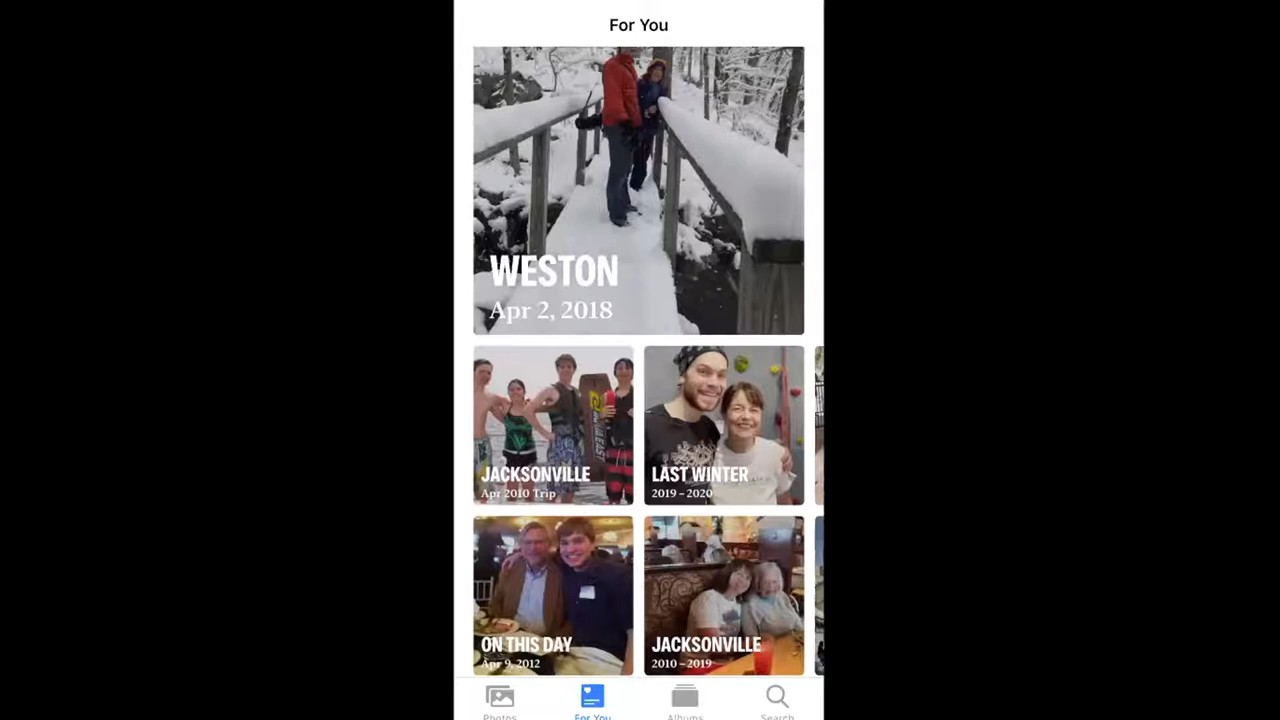 For You
WESTON
Apr 2, 2018
JACKSONVILLE
Apr 2010 Trip
LAST WINTER
2019 – 2020
ON THIS DAY
Apr 9, 2012
JACKSONVILLE
2010 – 2019
Photos
For You
Albums
Search